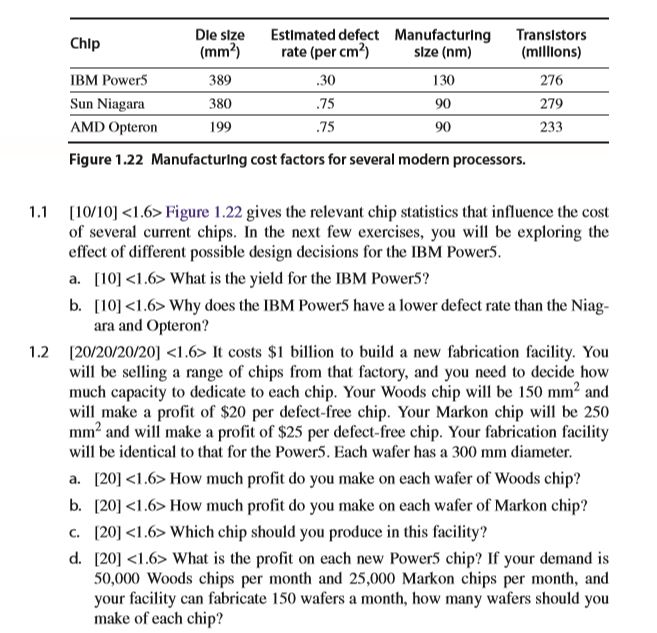 Chip Die size (mm²) Estimated defect rate (per cm²) Manufacturing size (nm) Transistors (millions)
IBM Power5 389 .30 130 276
Sun Niagara 380 .75 90 279
AMD Opteron 199 .75 90 233
Figure 1.22 Manufacturing cost factors for several modern processors.
1.1 [10/10] <1.6> Figure 1.22 gives the relevant chip statistics that influence the cost
of several current chips. In the next few exercises, you will be exploring the
effect of different possible design decisions for the IBM Power5.
a. [10] <1.6> What is the yield for the IBM Power5?
b. [10] <1.6> Why does the IBM Power5 have a lower defect rate than the Niag-
ara and Opteron?
1.2 [20/20/20/20] <1.6> It costs $1 billion to build a new fabrication facility. You
will be selling a range of chips from that factory, and you need to decide how
much capacity to dedicate to each chip. Your Woods chip will be 150 mm² and
will make a profit of $20 per defect-free chip. Your Markon chip will be 250
mm² and will make a profit of $25 per defect-free chip. Your fabrication facility
will be identical to that for the Power5. Each wafer has a 300 mm diameter.
a. [20] <1.6> How much profit do you make on each wafer of Woods chip?
b. [20] <1.6> How much profit do you make on each wafer of Markon chip?
c. [20] <1.6> Which chip should you produce in this facility?
d. [20] <1.6> What is the profit on each new Power5 chip? If your demand is
50,000 Woods chips per month and 25,000 Markon chips per month, and
your facility can fabricate 150 wafers a month, how many wafers should you
make of each chip?